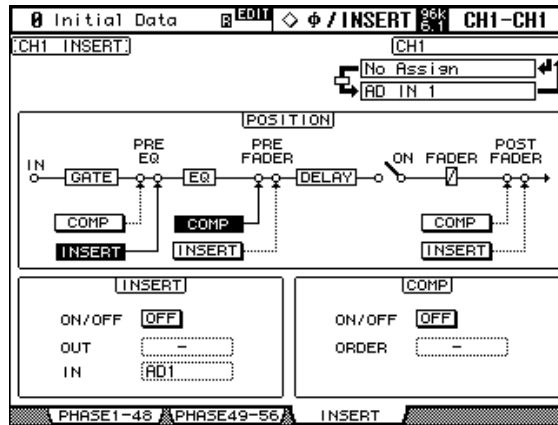 0 Initial Data R EDIT ◇ φ/INSERT 96k 6.1 CH1-CH1
CH1 INSERT CH1
No Assign
AD IN 1
POSITION
PRE EQ PRE FADER POST FADER
IN GATE EQ DELAY ON FADER
COMP COMP COMP
INSERT INSERT INSERT
INSERT COMP
ON/OFF OFF ON/OFF OFF
OUT - ORDER -
IN AD1
PHASE1-48 PHASE49-56 INSERT